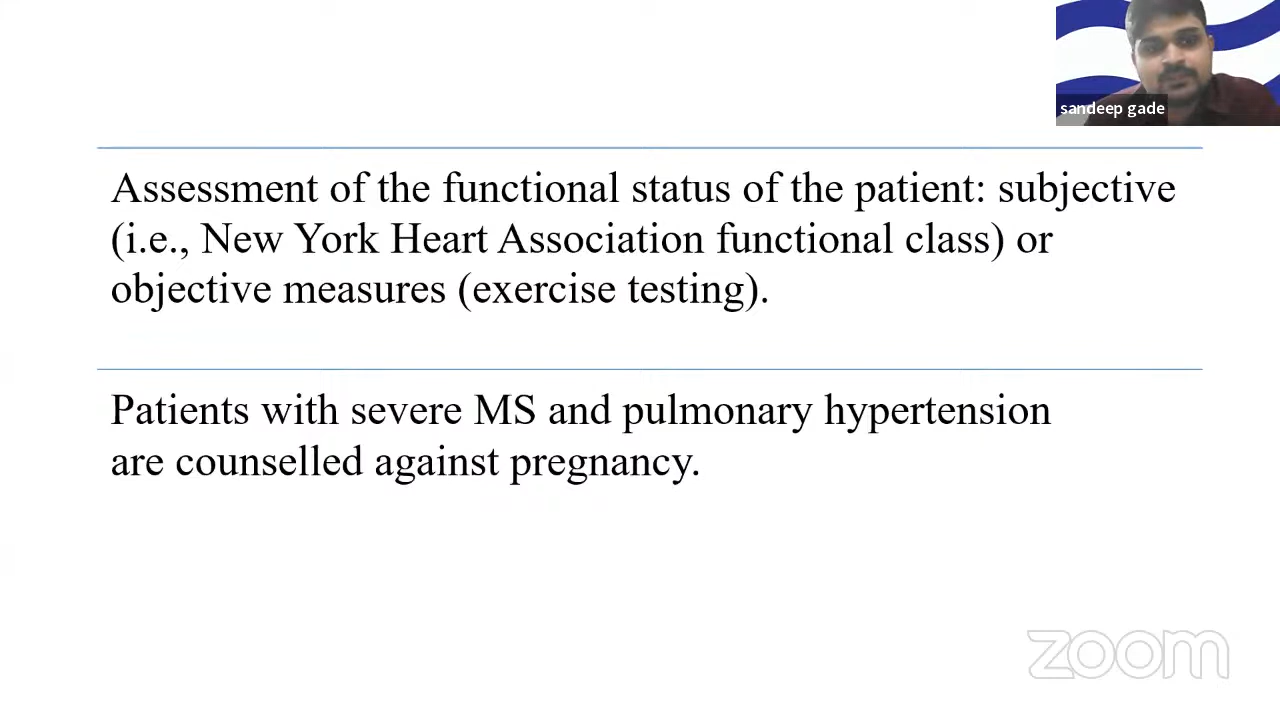 sandeep gade
Assessment of the functional status of the patient: subjective
(i.e., New York Heart Association functional class) or
objective measures (exercise testing).
Patients with severe MS and pulmonary hypertension
are counselled against pregnancy.
zoom